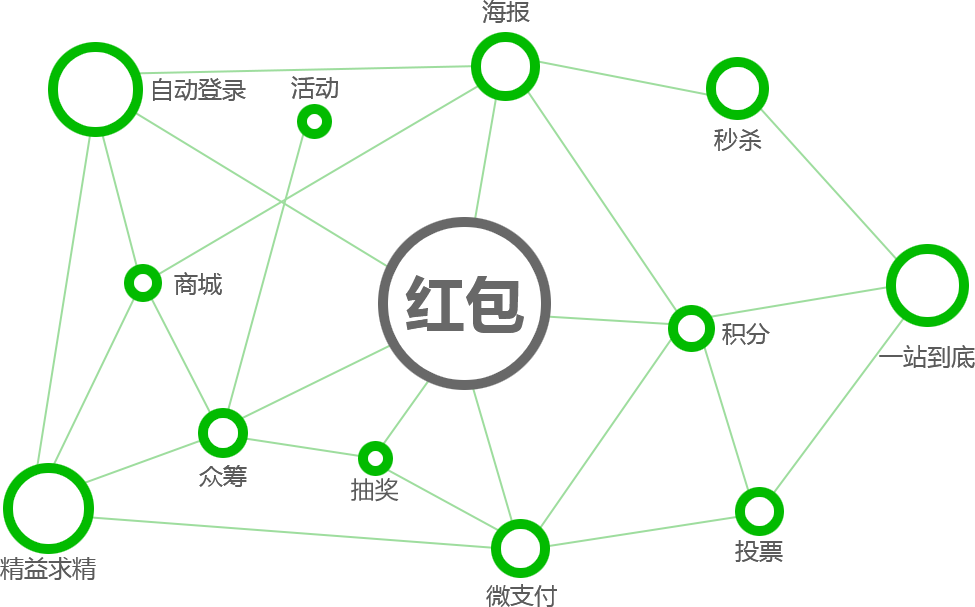 海报
自动登录
活动
秒杀
商城
红包
积分
一站到底
众筹
抽奖
投票
精益求精
微支付